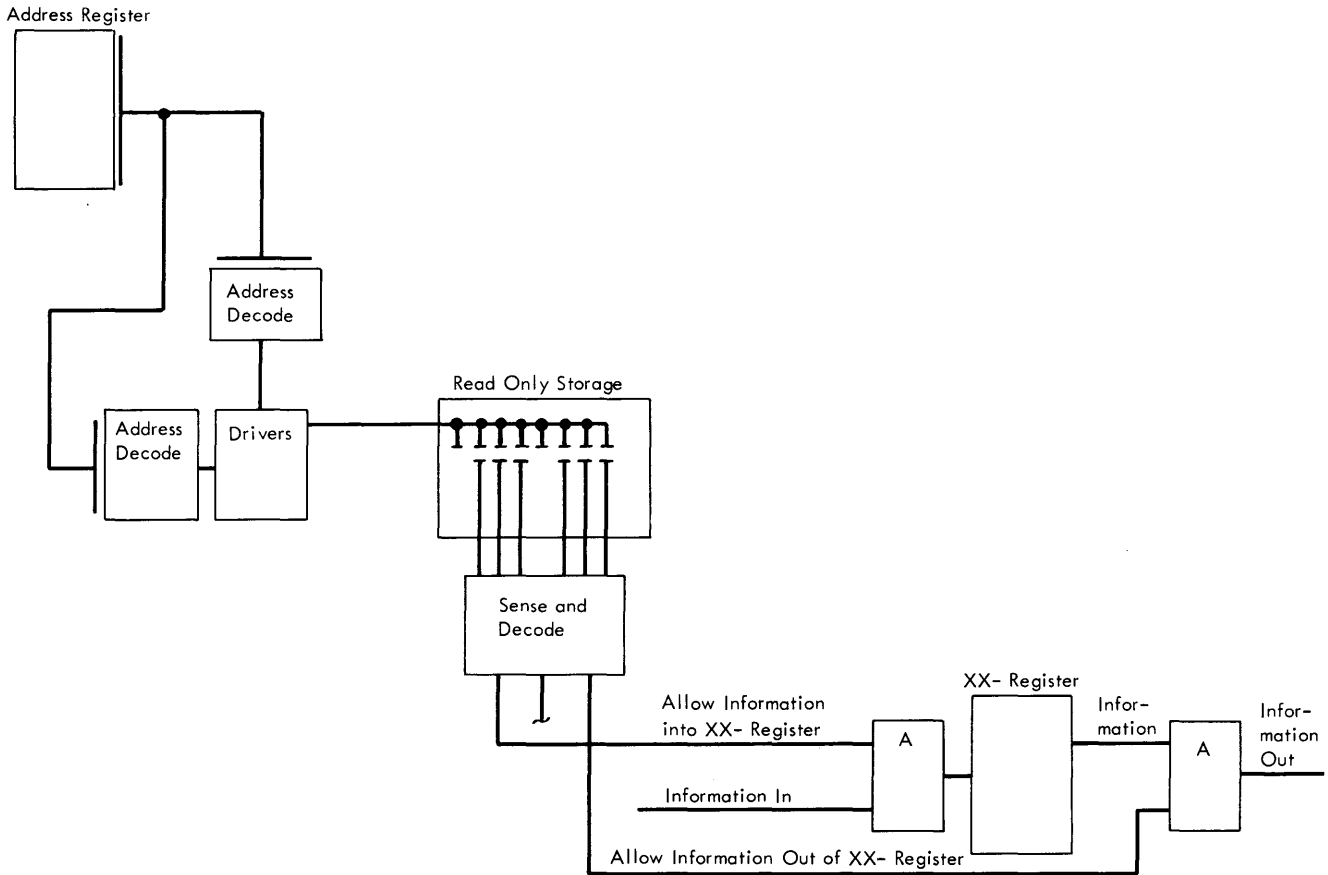 Address Register
Address
Decode
Read Only Storage
Address
Decode
Drivers
Sense and
Decode
XX- Register
Allow Information
into XX- Register
A
Infor-
mation
A
Infor-
mation
Out
Information In
Allow Information Out of XX- Register